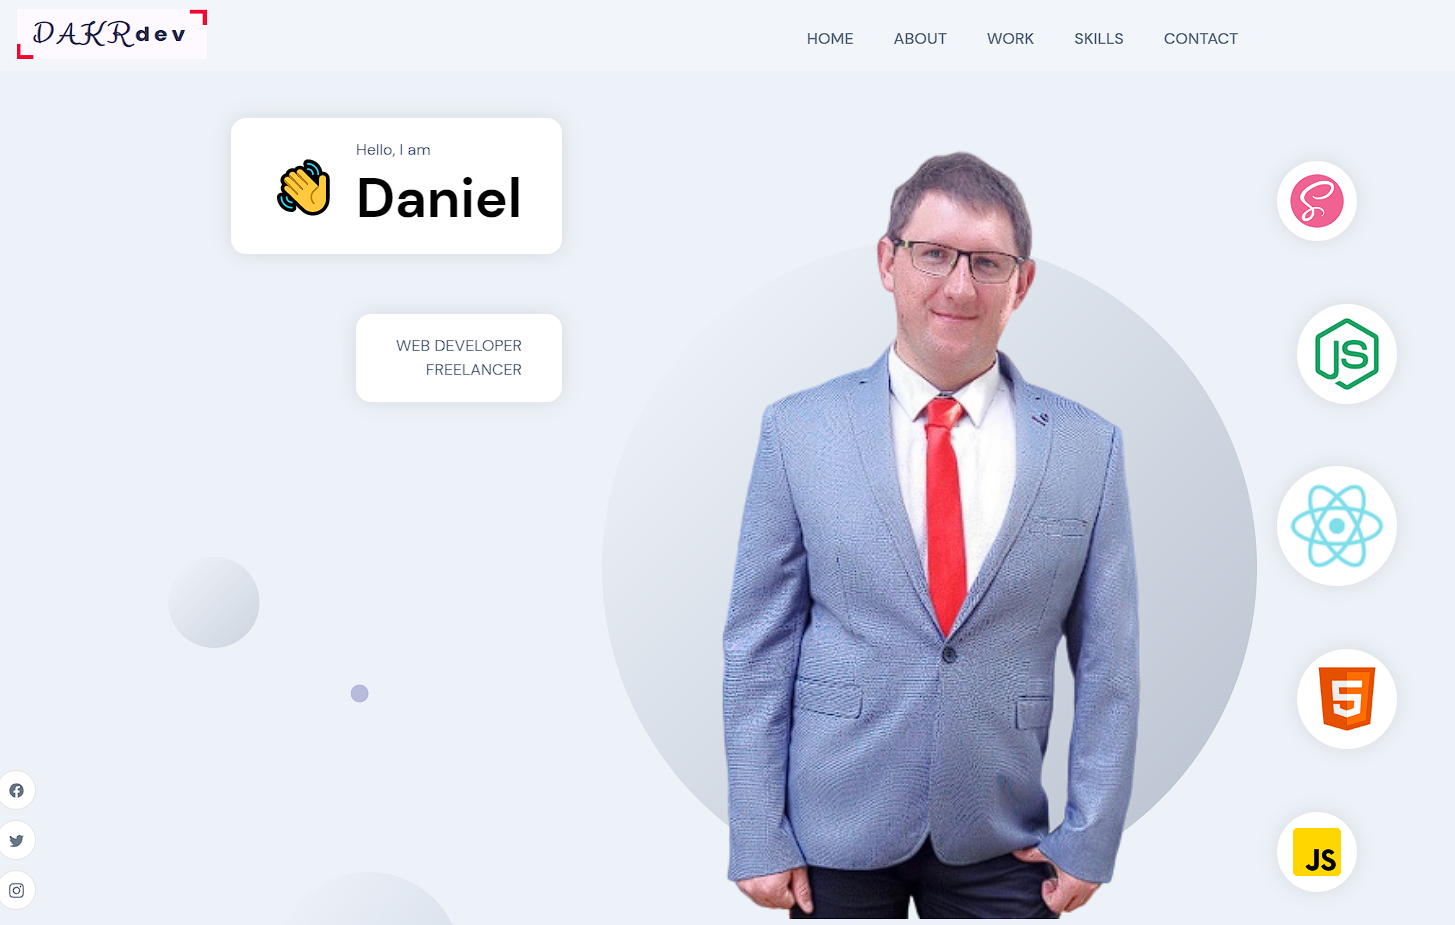 DAKRdev
HOME ABOUT WORK SKILLS CONTACT
Hello, I am
Daniel
WEB DEVELOPER
FREELANCER
JS
5
JS